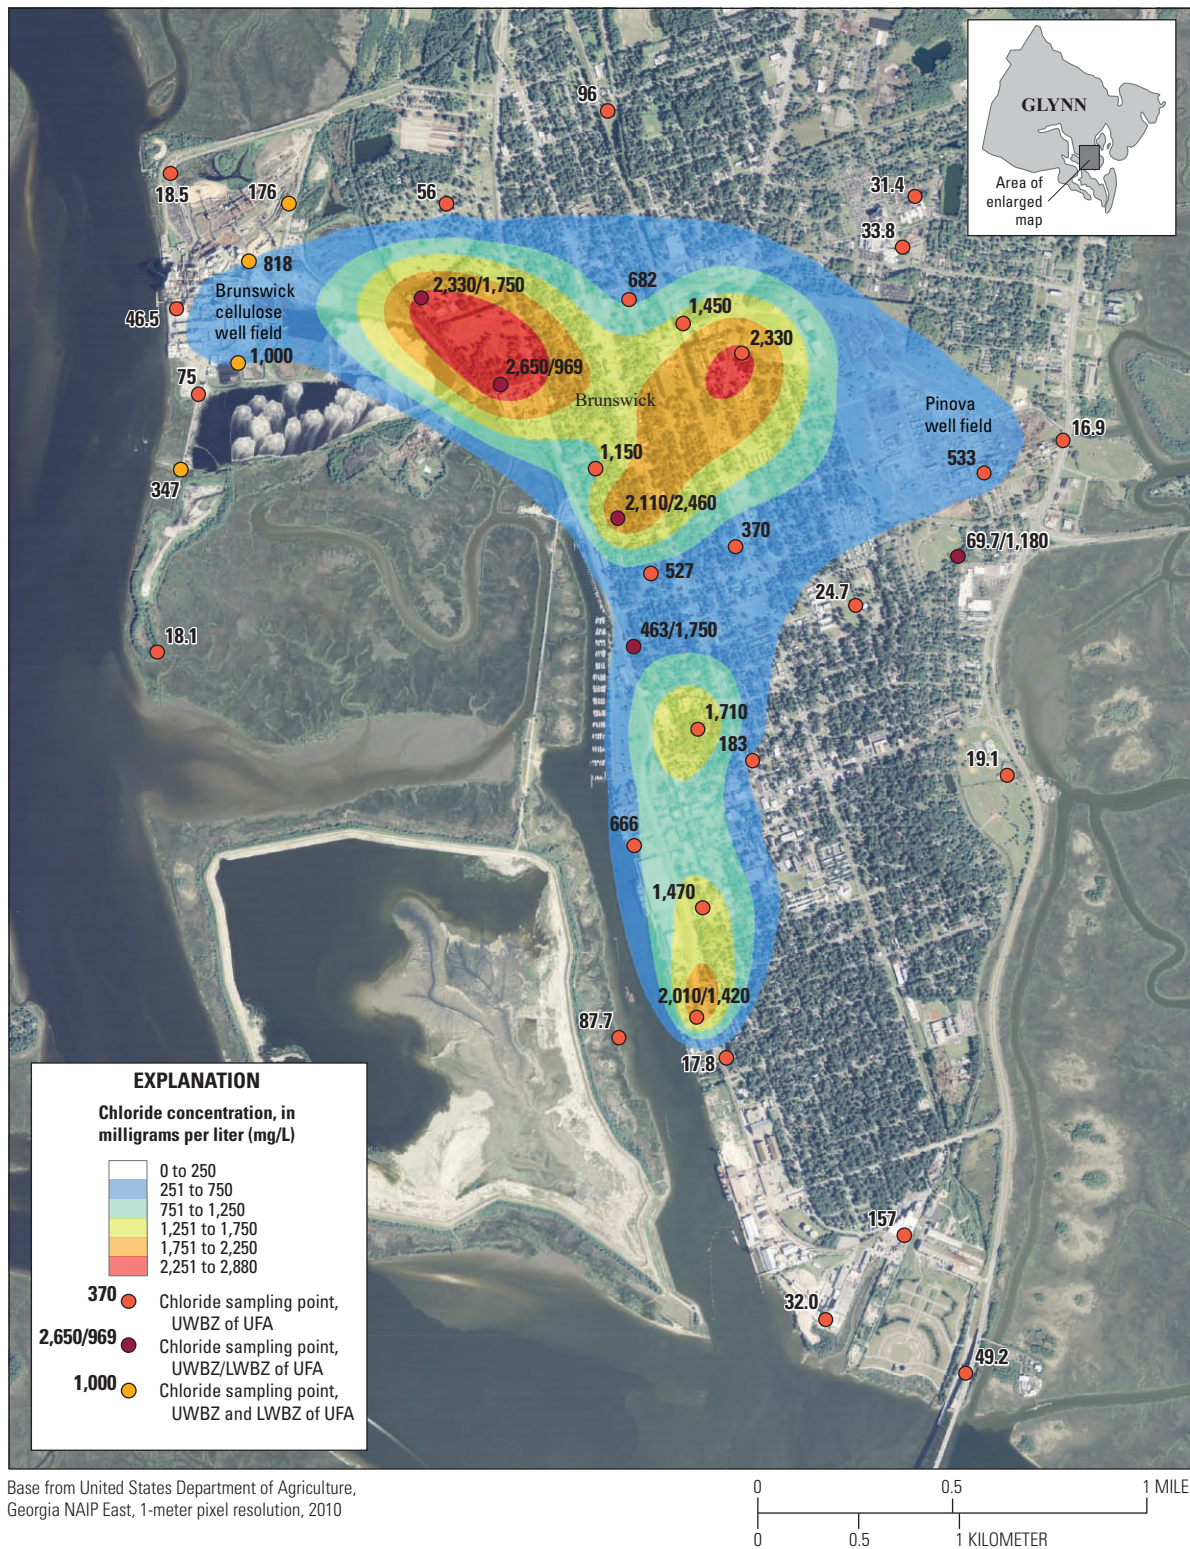 96
GLYNN
Area of
enlarged
map
18.5
176
56
31.4
33.8
818
Brunswick
cellulose
well field
2,330/1,750
682
1,450
46.5
2,330
1,000
2,650/969
75
Brunswick
Pinova
well field
16.9
1,150
533
347
2,110/2,460
370
69.7/1,180
527
24.7
463/1,750
18.1
1,710
183
19.1
666
1,470
2,010/1,420
87.7
17.8
157
32.0
49.2
EXPLANATION
Chloride concentration, in
milligrams per liter (mg/L)
0 to 250
251 to 750
751 to 1,250
1,251 to 1,750
1,751 to 2,250
2,251 to 2,880
370 Chloride sampling point,
UWBZ of UFA
2,650/969 Chloride sampling point,
UWBZ/LWBZ of UFA
1,000 Chloride sampling point,
UWBZ and LWBZ of UFA
Base from United States Department of Agriculture,
Georgia NAIP East, 1-meter pixel resolution, 2010
0 0.5 1 MILE
0 0.5 1 KILOMETER